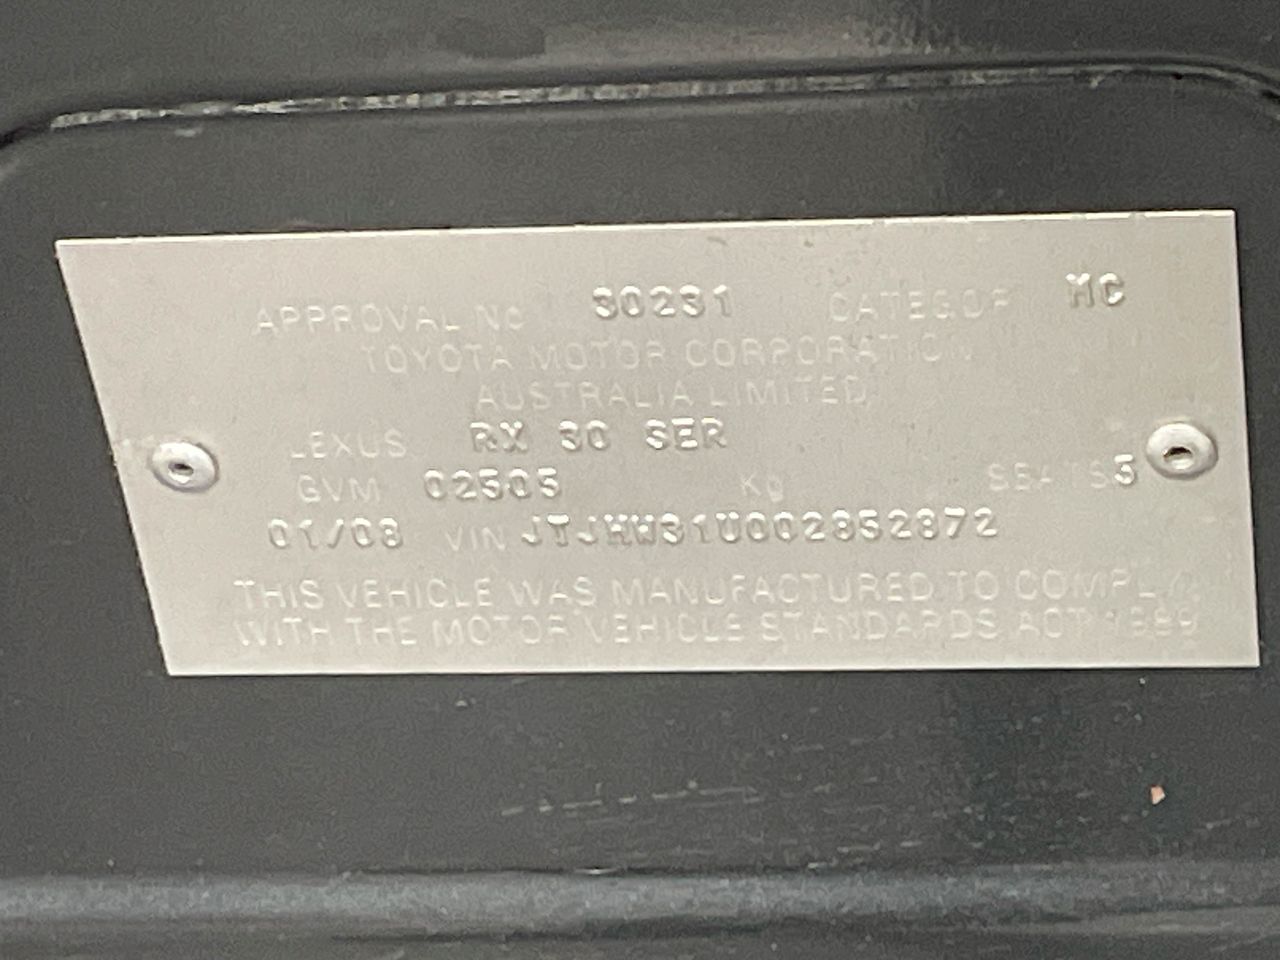 APPROVAL No 30231 CATEGORY MC
TOYOTA MOTOR CORPORATION
AUSTRALIA LIMITED
LEXUS RX 30 SER
GVM 02505 Kg SEATS 5
01/08 VIN JTJHW31U002852872
THIS VEHICLE WAS MANUFACTURED TO COMPLY
WITH THE MOTOR VEHICLE STANDARDS ACT 1989